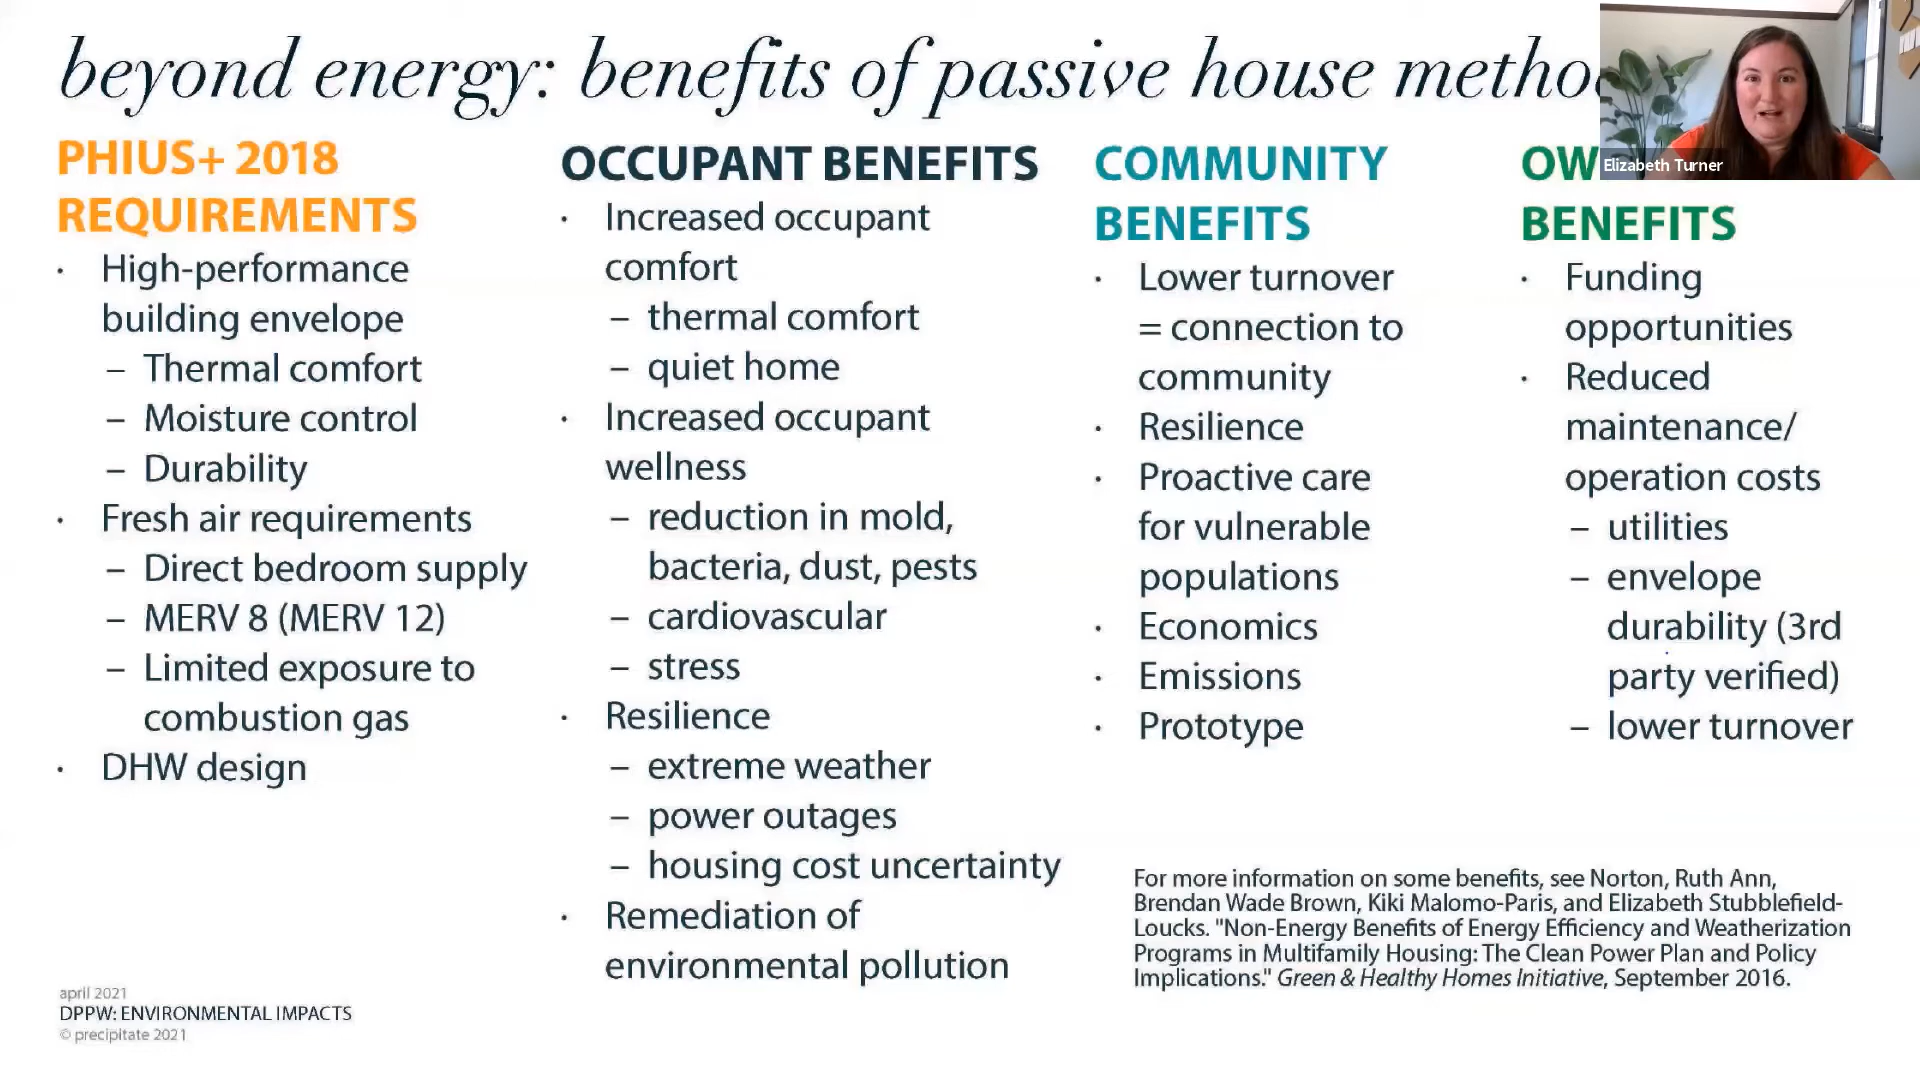 beyond energy: benefits of passive house metho
PHIUS+ 2018
REQUIREMENTS
· High-performance
building envelope
– Thermal comfort
– Moisture control
– Durability
· Fresh air requirements
– Direct bedroom supply
– MERV 8 (MERV 12)
– Limited exposure to
combustion gas
· DHW design
OCCUPANT BENEFITS
· Increased occupant
comfort
– thermal comfort
– quiet home
· Increased occupant
wellness
– reduction in mold,
bacteria, dust, pests
– cardiovascular
– stress
· Resilience
– extreme weather
– power outages
– housing cost uncertainty
· Remediation of
environmental pollution
COMMUNITY
BENEFITS
· Lower turnover
= connection to
community
· Resilience
· Proactive care
for vulnerable
populations
· Economics
· Emissions
· Prototype
OW
BENEFITS
· Funding
opportunities
· Reduced
maintenance/
operation costs
– utilities
– envelope
durability (3rd
party verified)
– lower turnover
Elizabeth Turner
For more information on some benefits, see Norton, Ruth Ann,
Brendan Wade Brown, Kiki Malomo-Paris, and Elizabeth Stubblefield-
Loucks. "Non-Energy Benefits of Energy Efficiency and Weatherization
Programs in Multifamily Housing: The Clean Power Plan and Policy
Implications." Green & Healthy Homes Initiative, September 2016.
april 2021
DPPW: ENVIRONMENTAL IMPACTS
© precipitate 2021